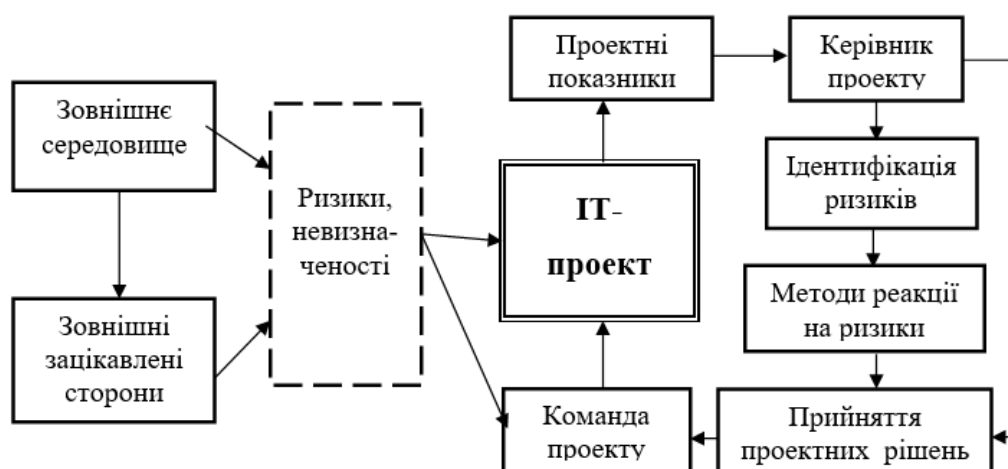 Проектні
показники
Керівник
проекту
Зовнішнє
середовище
Ризики,
невизна-
ченості
ІТ-
проект
Ідентифікація
ризиків
Методи реакції
на ризики
Зовнішні
зацікавлені
сторони
Команда
проекту
Прийняття
проектних рішень